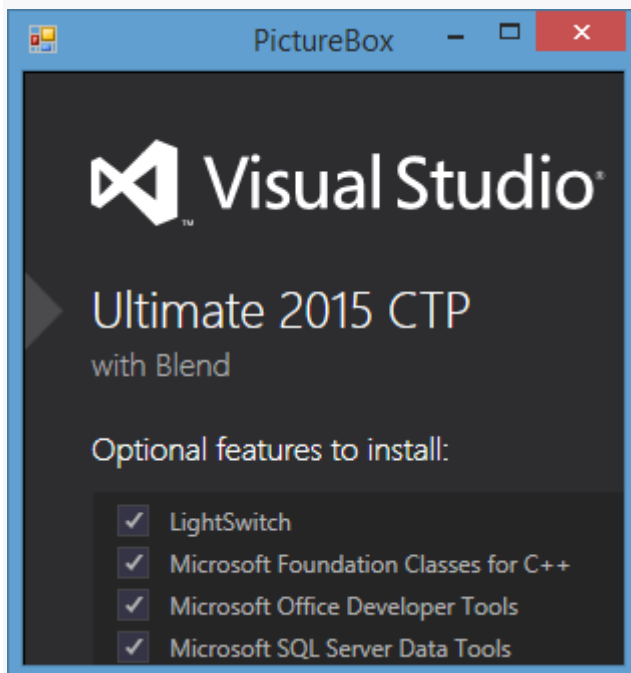 PictureBox
Visual Studio®
™
Ultimate 2015 CTP
with Blend
Optional features to install:
LightSwitch
Microsoft Foundation Classes for C++
Microsoft Office Developer Tools
Microsoft SQL Server Data Tools